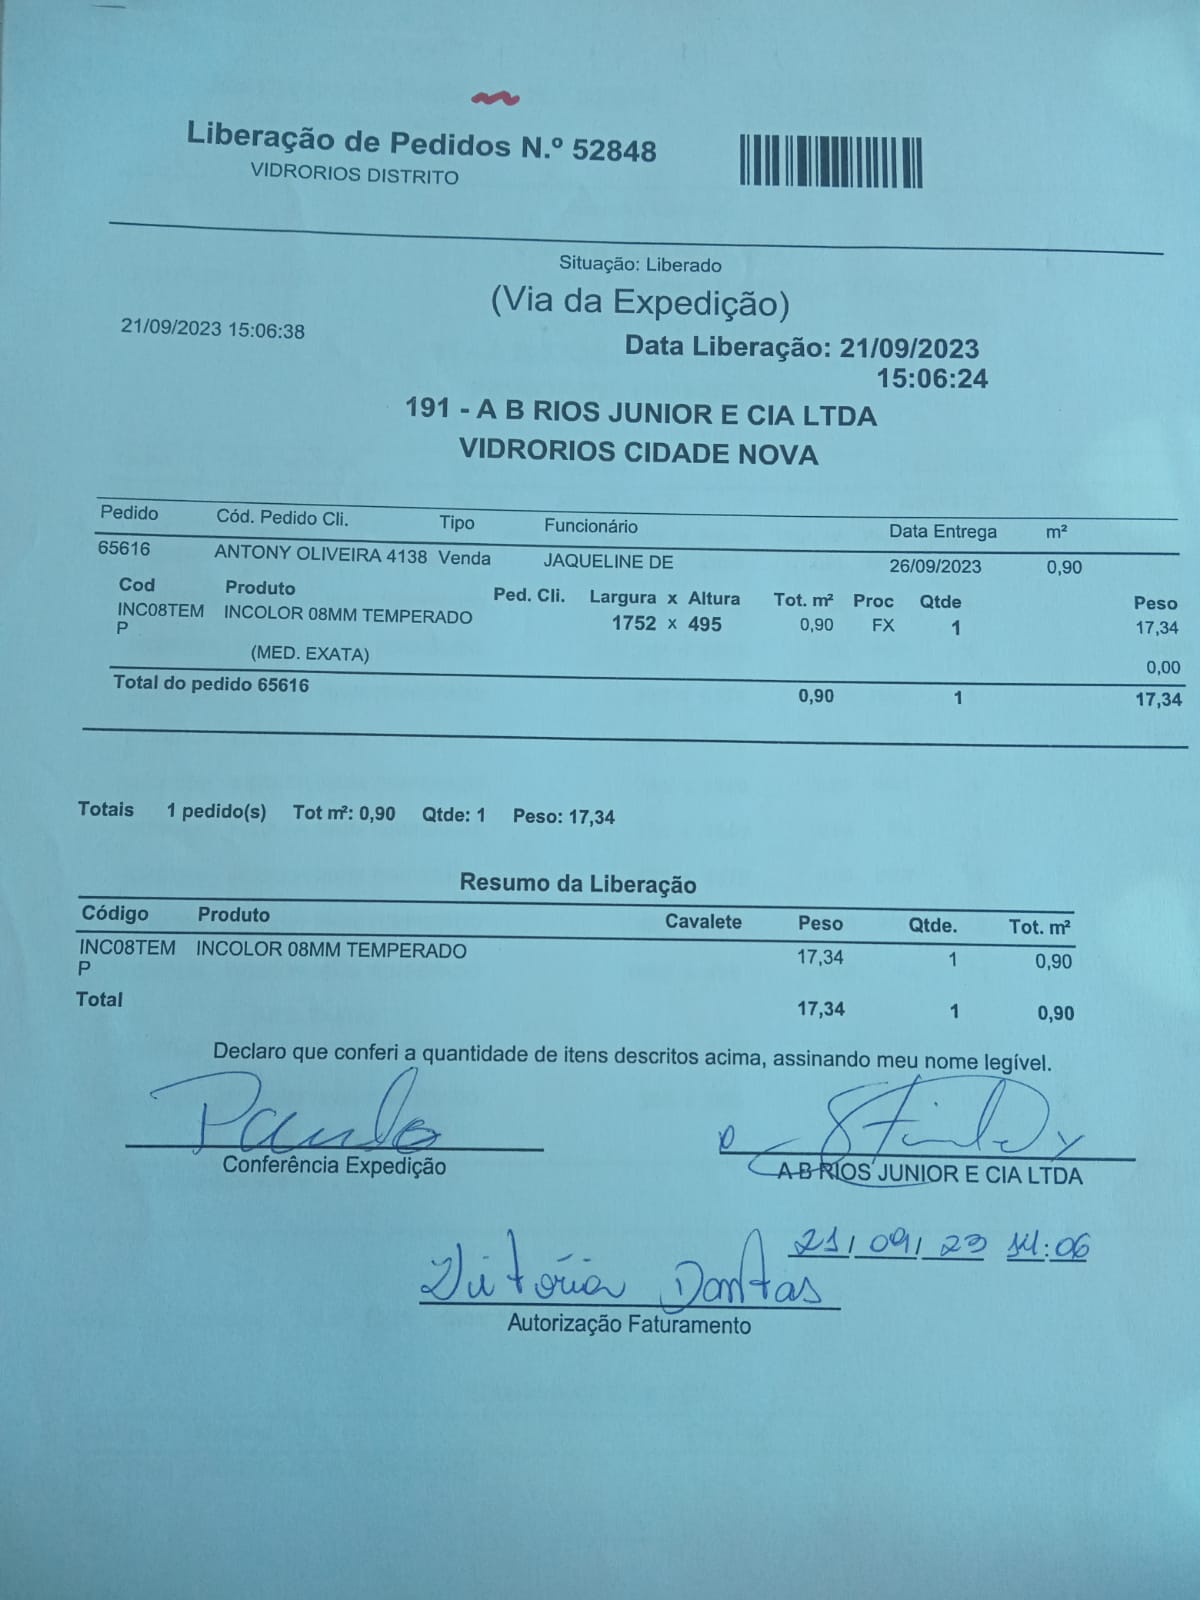 Liberação de Pedidos N.º 52848
VIDRORIOS DISTRITO
Situação: Liberado
(Via da Expedição)
21/09/2023 15:06:38
Data Liberação: 21/09/2023
15:06:24
191 - A B RIOS JUNIOR E CIA LTDA
VIDRORIOS CIDADE NOVA
Pedido Cód. Pedido Cli. Tipo Funcionário Data Entrega m²
65616 ANTONY OLIVEIRA 4138 Venda JAQUELINE DE 26/09/2023 0,90
Cod Produto Ped. Cli. Largura x Altura Tot. m² Proc Qtde Peso
INC08TEM INCOLOR 08MM TEMPERADO 1752 x 495 0,90 FX 1 17,34
P
(MED. EXATA) 0,00
Total do pedido 65616 0,90 1 17,34
Totais 1 pedido(s) Tot m²: 0,90 Qtde: 1 Peso: 17,34
Resumo da Liberação
Código Produto Cavalete Peso Qtde. Tot. m²
INC08TEM INCOLOR 08MM TEMPERADO 17,34 1 0,90
P
Total 17,34 1 0,90
Declaro que conferi a quantidade de itens descritos acima, assinando meu nome legível.
Paulo
Conferência Expedição A B RIOS JUNIOR E CIA LTDA
21/09/23 14:06
Vitória Dantas
Autorização Faturamento